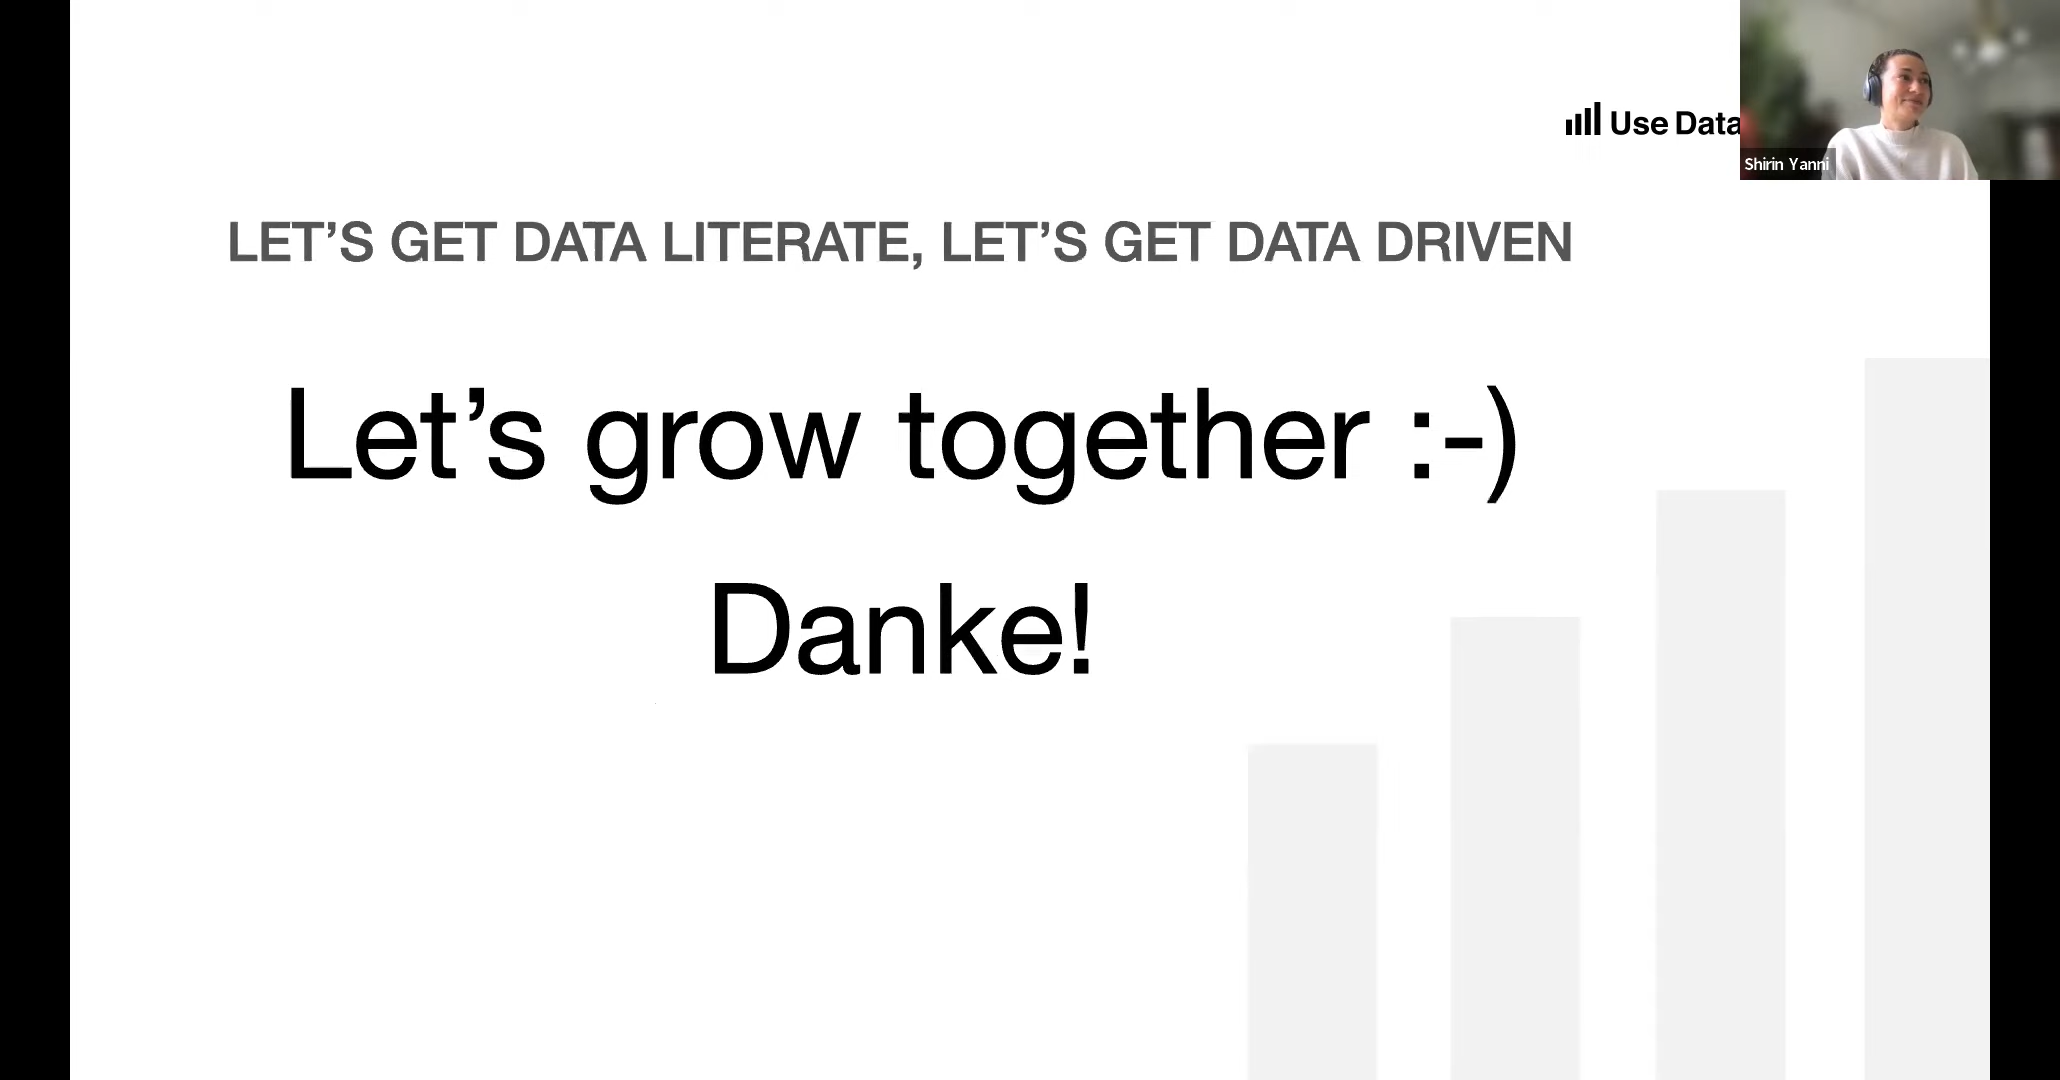 Use Data
Shirin Yanni
LET’S GET DATA LITERATE, LET’S GET DATA DRIVEN
Let’s grow together :-)
Danke!